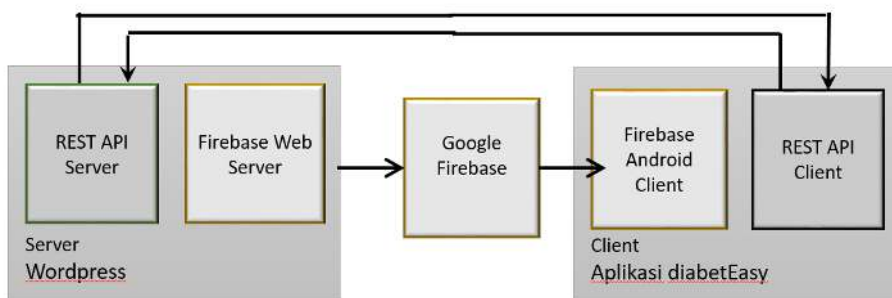 REST API
Server
Firebase Web
Server
Server
Wordpress
Google
Firebase
Firebase
Android
Client
REST API
Client
Client
Aplikasi diabetEasy